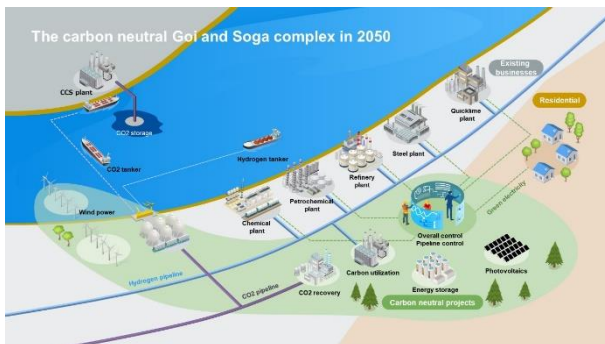 The carbon neutral Goi and Soga complex in 2050
CCS plant
CO2 storage
CO2 tanker
Hydrogen tanker
Existing
businesses
Quicklime
plant
Residential
Steel plant
Refinery
plant
Petrochemical
plant
Chemical
plant
Wind power
Green electricity
Overall control
Pipekne control
Hydrogen pipeline
CO2 pipeline
Carbon utilization
Photovoltaics
CO2 recovery
Energy storage
Carbon neutral projects